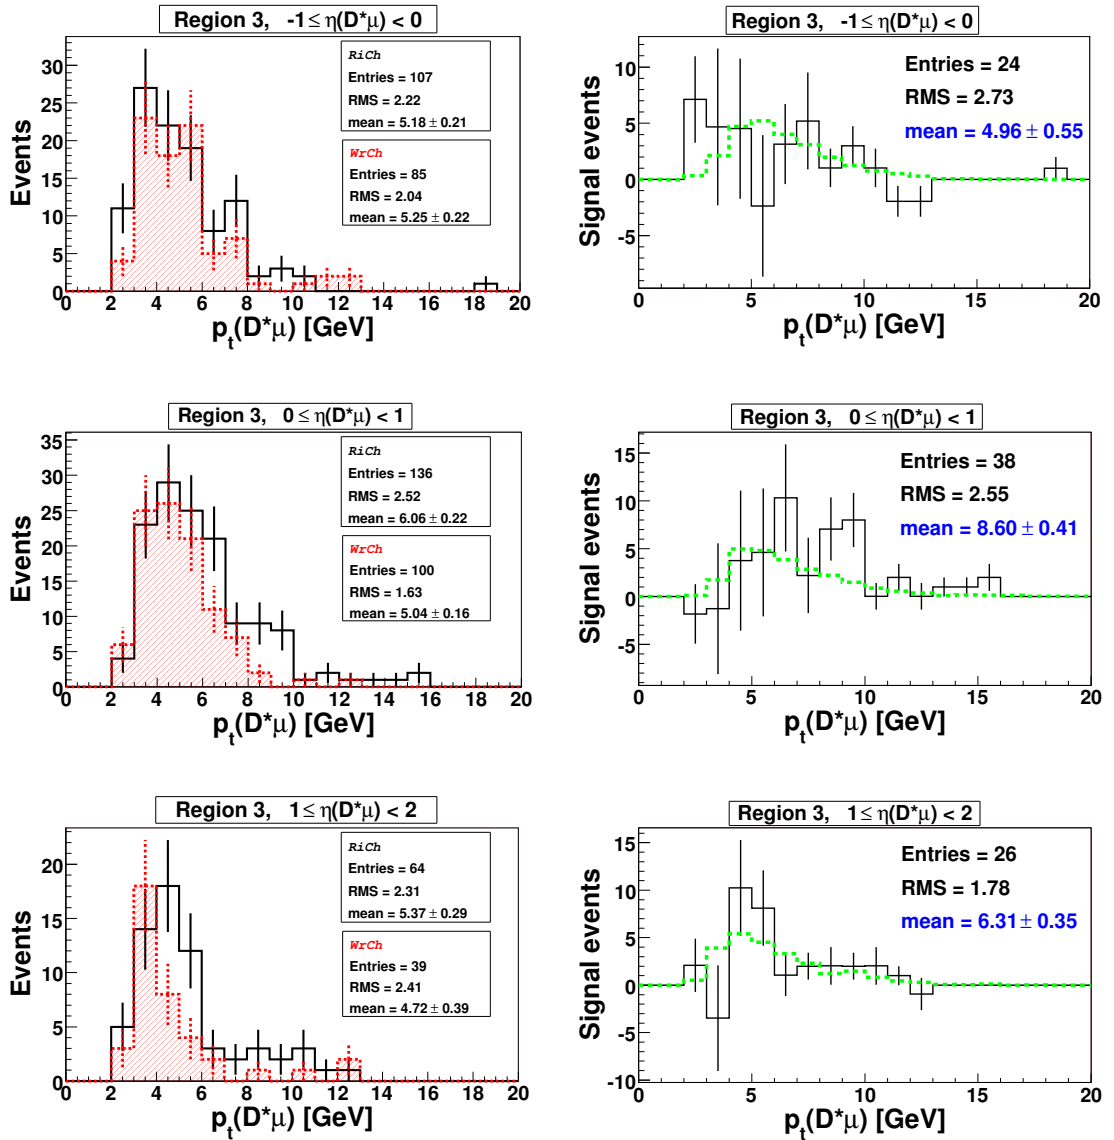 Region 3, -1 ≤ η(D*μ) < 0
Events
30
25
20
15
10
5
0
RiCh
Entries = 107
RMS = 2.22
mean = 5.18 ± 0.21
WrCh
Entries = 85
RMS = 2.04
mean = 5.25 ± 0.22
0 2 4 6 8 10 12 14 16 18 20
p_t(D*μ) [GeV]
Region 3, -1 ≤ η(D*μ) < 0
Signal events
10
5
0
-5
Entries = 24
RMS = 2.73
mean = 4.96 ± 0.55
0 5 10 15 20
p_t(D*μ) [GeV]
Region 3, 0 ≤ η(D*μ) < 1
Events
35
30
25
20
15
10
5
0
RiCh
Entries = 136
RMS = 2.52
mean = 6.06 ± 0.22
WrCh
Entries = 100
RMS = 1.63
mean = 5.04 ± 0.16
0 2 4 6 8 10 12 14 16 18 20
p_t(D*μ) [GeV]
Region 3, 0 ≤ η(D*μ) < 1
Signal events
15
10
5
0
-5
Entries = 38
RMS = 2.55
mean = 8.60 ± 0.41
0 5 10 15 20
p_t(D*μ) [GeV]
Region 3, 1 ≤ η(D*μ) < 2
Events
20
15
10
5
0
RiCh
Entries = 64
RMS = 2.31
mean = 5.37 ± 0.29
WrCh
Entries = 39
RMS = 2.41
mean = 4.72 ± 0.39
0 2 4 6 8 10 12 14 16 18 20
p_t(D*μ) [GeV]
Region 3, 1 ≤ η(D*μ) < 2
Signal events
15
10
5
0
-5
-10
Entries = 26
RMS = 1.78
mean = 6.31 ± 0.35
0 5 10 15 20
p_t(D*μ) [GeV]